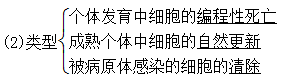 个体发育中细胞的编程性死亡
(2)类型 成熟个体中细胞的自然更新
被病原体感染的细胞的清除